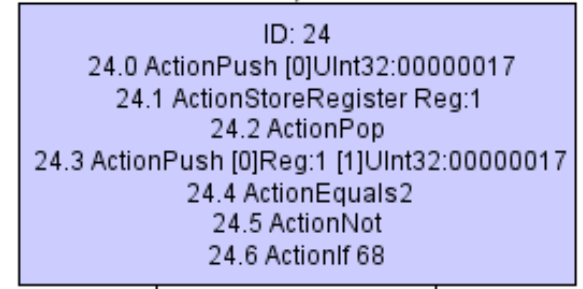 ID: 24
24.0 ActionPush [0]UInt32:00000017
24.1 ActionStoreRegister Reg:1
24.2 ActionPop
24.3 ActionPush [0]Reg:1 [1]UInt32:00000017
24.4 ActionEquals2
24.5 ActionNot
24.6 ActionIf 68